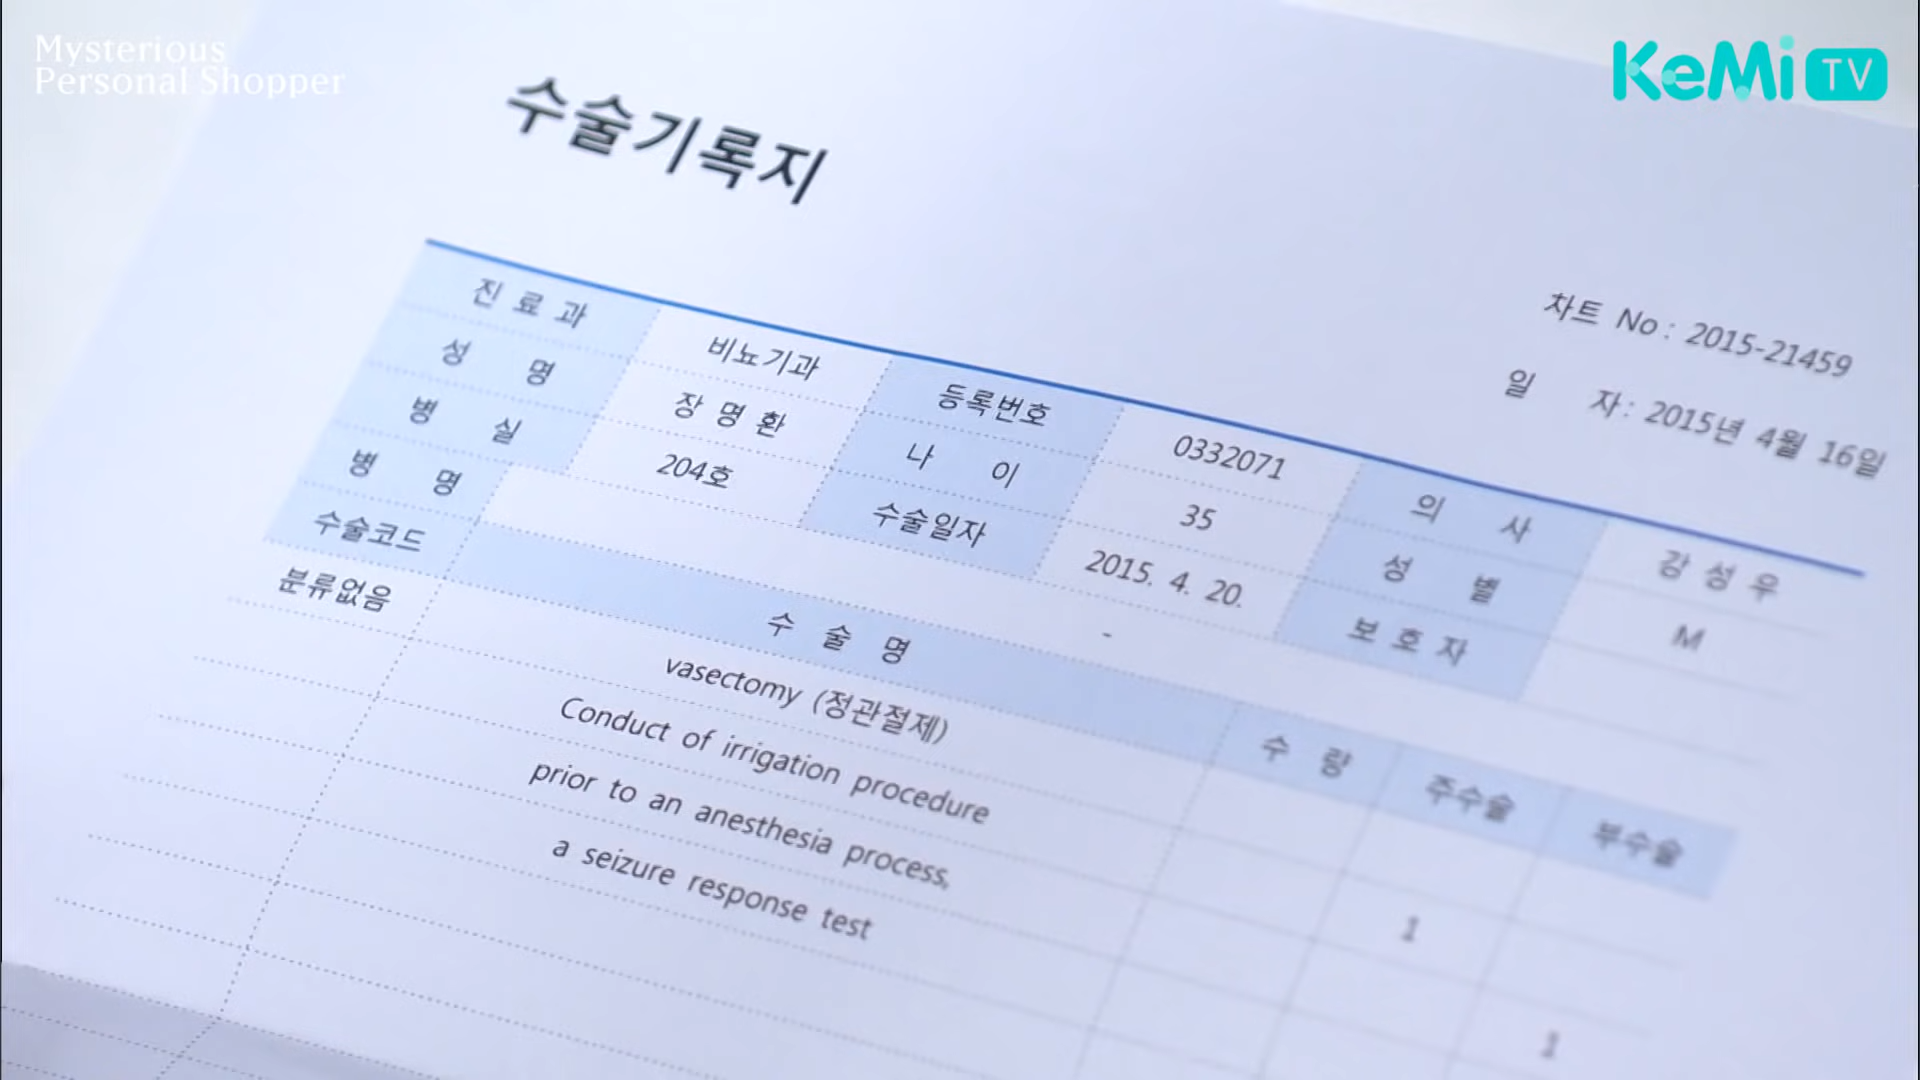 Mysterious
Personal Shopper
KeMi TV
수술기록지
차트 No : 2015-21459
일 자 : 2015년 4월 16일
진 료 과 비뇨기과 등록번호 0332071 의 사 강 성 우
성 명 장 명 환 나 이 35 성 별 M
병 실 204호 수술일자 2015. 4. 20. 보 호 자
병 명 -
수술코드 수 술 명 수 량 주수술 부수술
분류없음 vasectomy (정관절제) 1
Conduct of irrigation procedure 1
prior to an anesthesia process,
a seizure response test